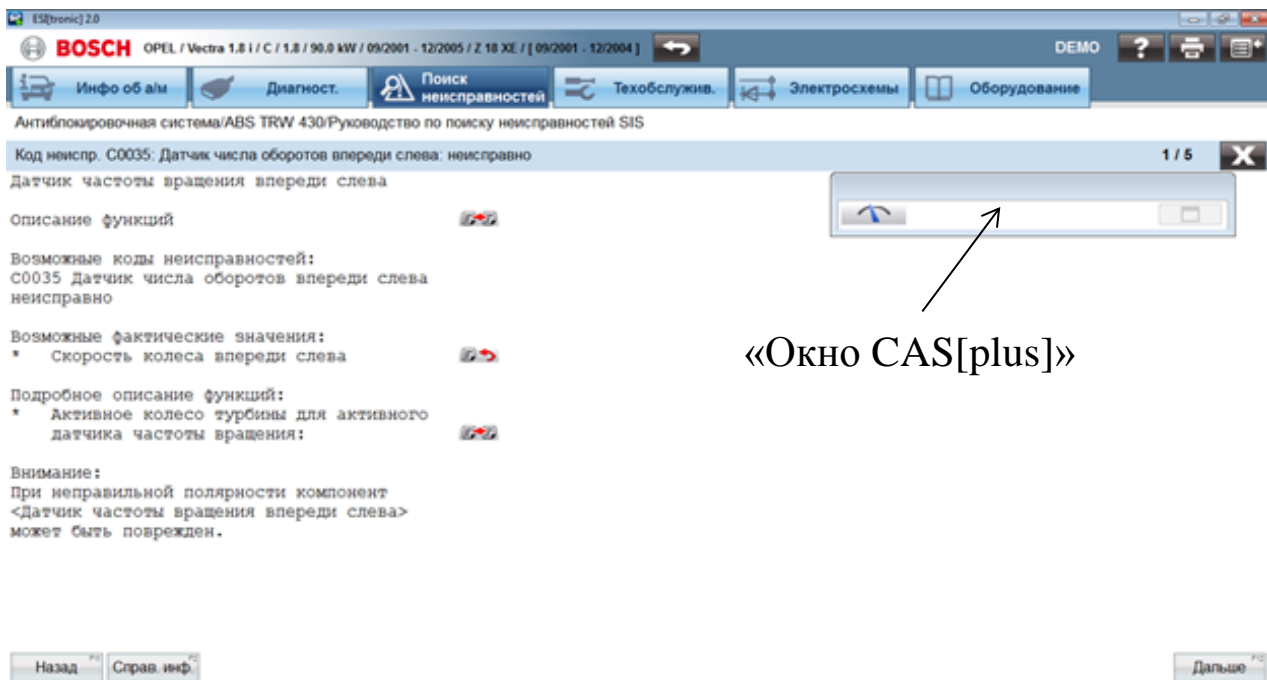 ESI[tronic] 2.0
BOSCH OPEL / Vectra 1.8 i / C / 1.8 / 90.0 kW / 09/2001 - 12/2005 / Z 18 XE / [ 09/2001 - 12/2004 ] DEMO ?
Инфо об а/м Диагност. Поиск неисправностей Техобслужив. Электросхемы Оборудование
Антиблокировочная система/ABS TRW 430/Руководство по поиску неисправностей SIS
Код неиспр. C0035: Датчик числа оборотов впереди слева: неисправно 1 / 5 X
Датчик частоты вращения впереди слева
Описание функций
Возможные коды неисправностей:
C0035 Датчик числа оборотов впереди слева
неисправно
Возможные фактические значения:
* Скорость колеса впереди слева
«Окно CAS[plus]»
Подробное описание функций:
* Активное колесо турбины для активного
датчика частоты вращения:
Внимание:
При неправильной полярности компонент
<Датчик частоты вращения впереди слева>
может быть поврежден.
Назад Справ. инф. Дальше F12